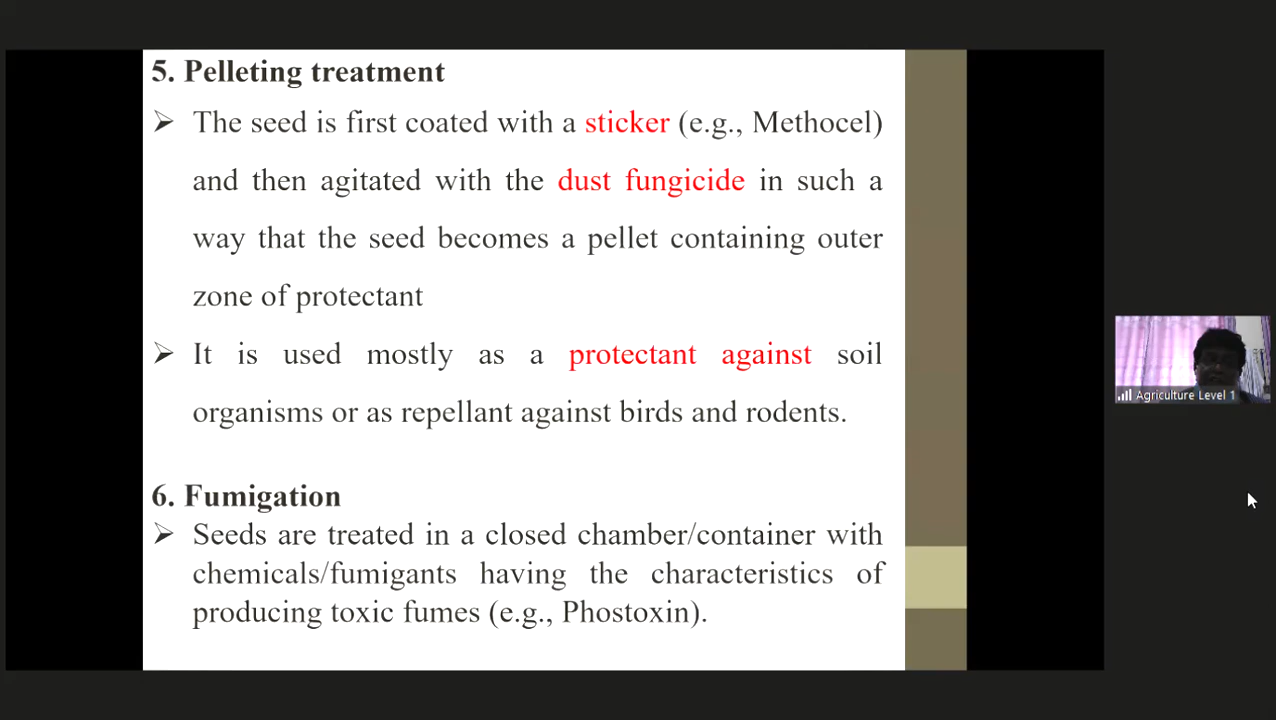 5. Pelleting treatment
➢ The seed is first coated with a sticker (e.g., Methocel)
and then agitated with the dust fungicide in such a
way that the seed becomes a pellet containing outer
zone of protectant
➢ It is used mostly as a protectant against soil
organisms or as repellant against birds and rodents.
6. Fumigation
➢ Seeds are treated in a closed chamber/container with
chemicals/fumigants having the characteristics of
producing toxic fumes (e.g., Phostoxin).
Agriculture Level 1